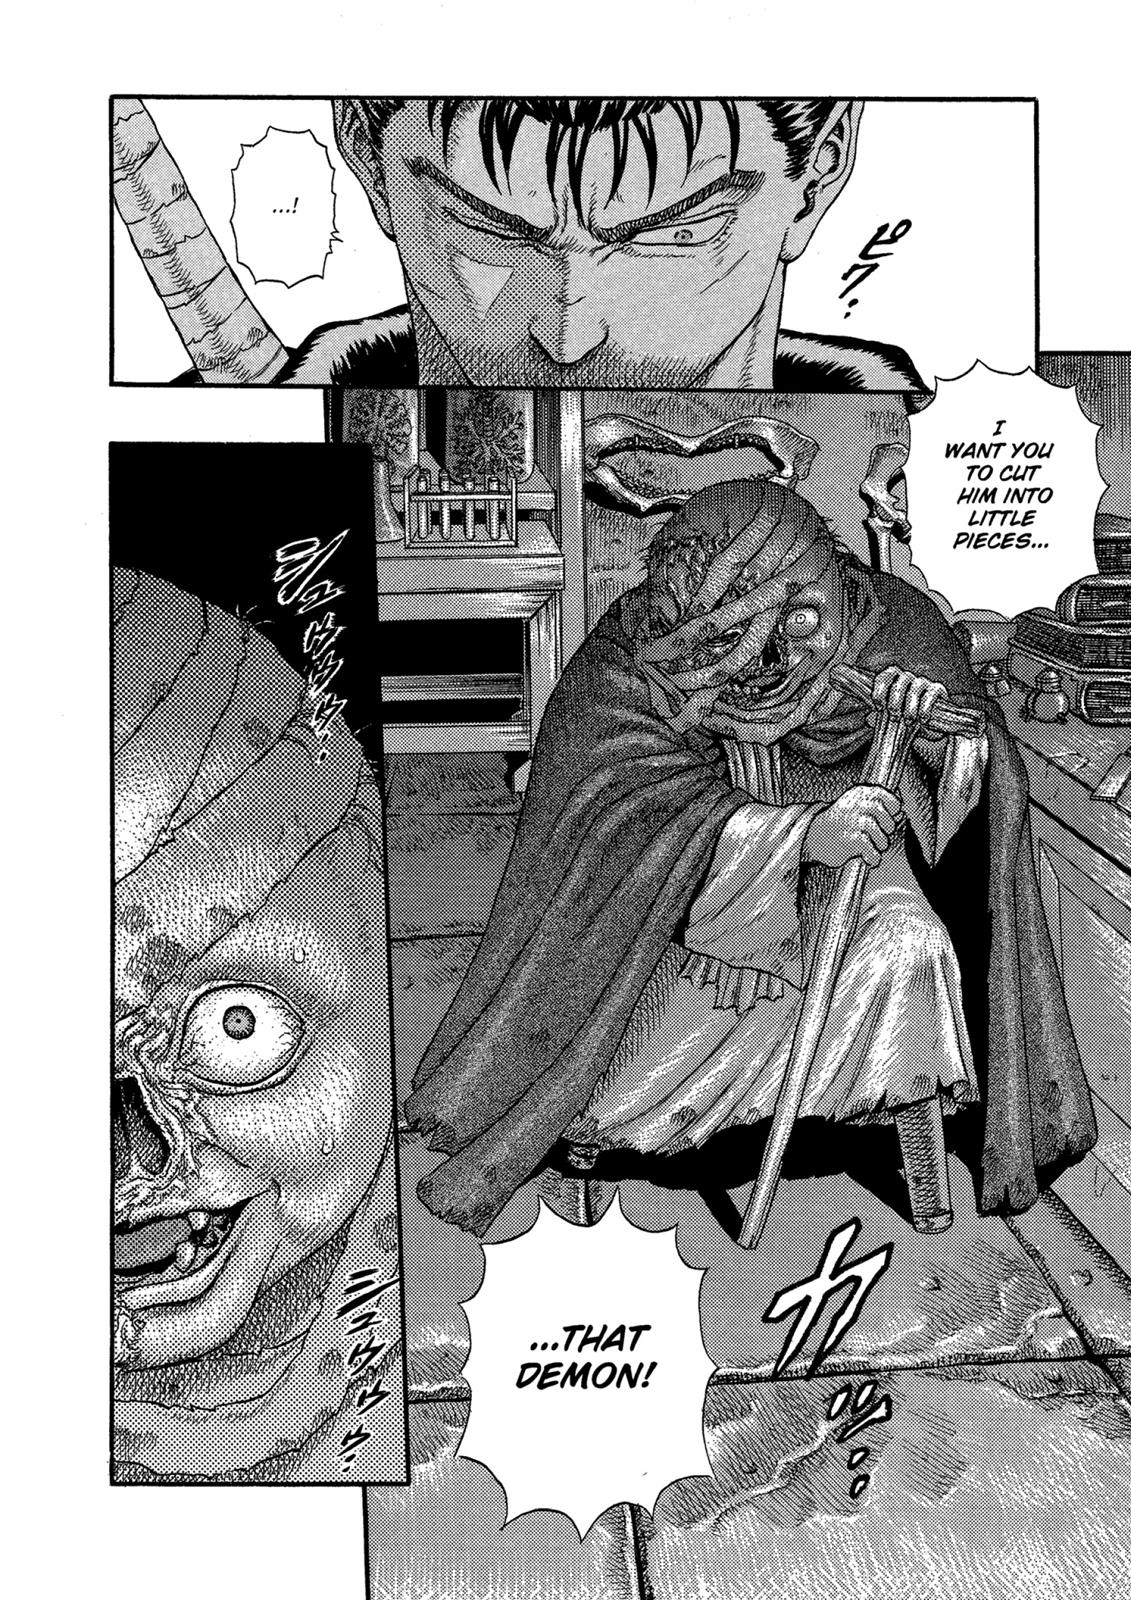 ピク・
...!
I
WANT YOU
TO CUT
HIM INTO
LITTLE
PIECES...
カッ・・
...THAT
DEMON!